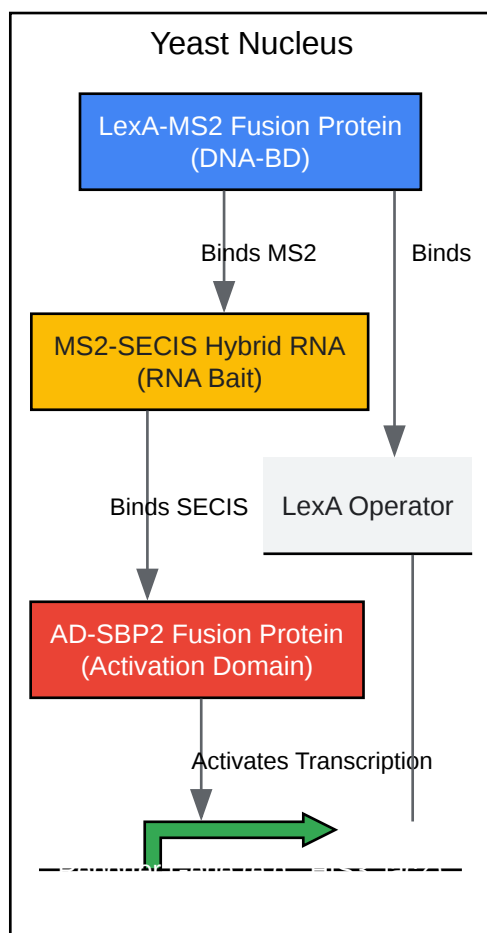 Yeast Nucleus
LexA-MS2 Fusion Protein
(DNA-BD)
Binds MS2
Binds
MS2-SECIS Hybrid RNA
(RNA Bait)
Binds SECIS
LexA Operator
AD-SBP2 Fusion Protein
(Activation Domain)
Activates Transcription